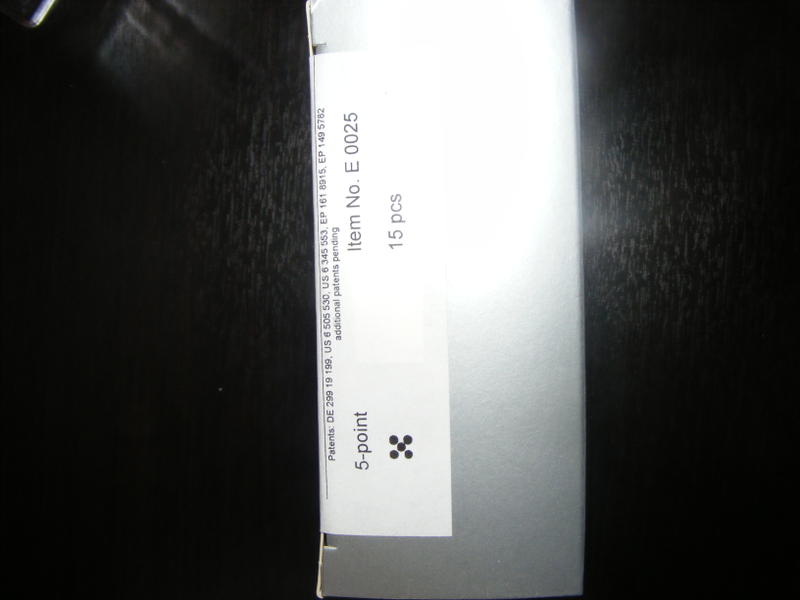 Patents: DE 299 19 199, US 6 505 530, US 6 345 553, EP 161 8915, EP 149 5782
additional patents pending
5-point
Item No. E 0025
15 pcs